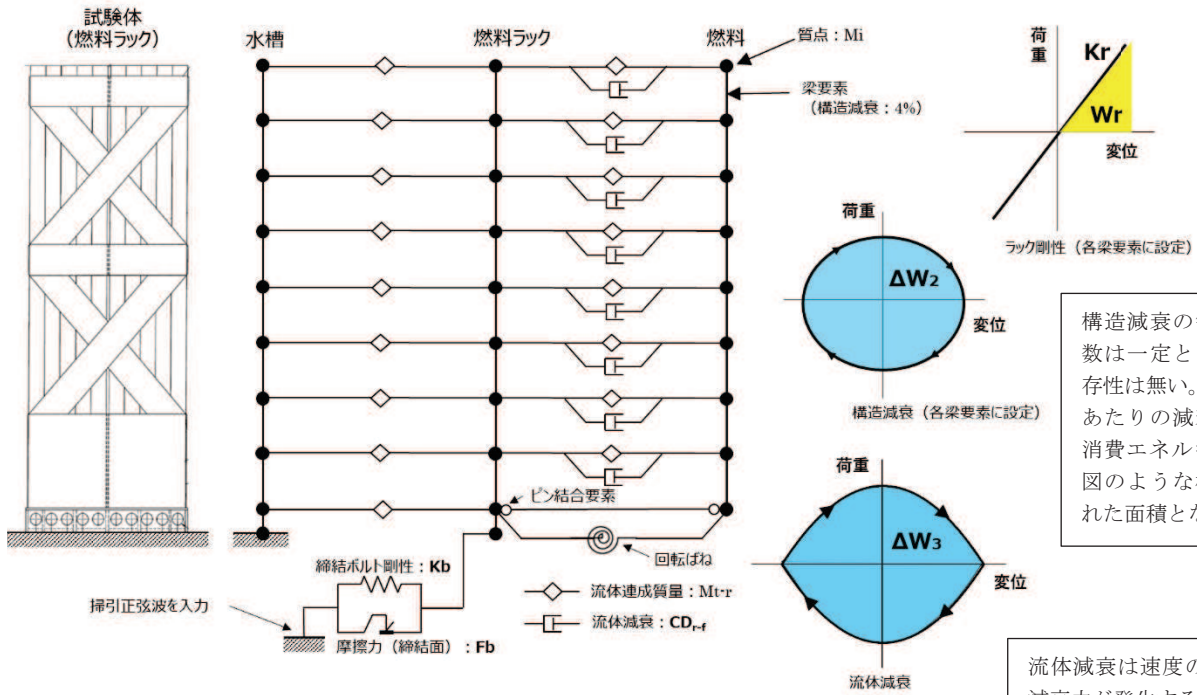 試験体
(燃料ラック)
水槽
燃料ラック
燃料
質点：Mi
梁要素
（構造減衰：4%）
荷重
Kr
Wr
変位
ラック剛性（各梁要素に設定）
荷重
ΔW2
変位
構造減衰（各梁要素に設定）
構造減衰の
数は一定と
存性は無い。
あたりの減
消費エネル
図のような
れた面積とな
荷重
ΔW3
変位
流体減衰
流体減衰は速度の
ピン結合要素
回転ばね
締結ボルト剛性：Kb
掃引正弦波を入力
摩擦力（締結面）：Fb
流体連成質量：Mt-r
流体減衰：CDr-f